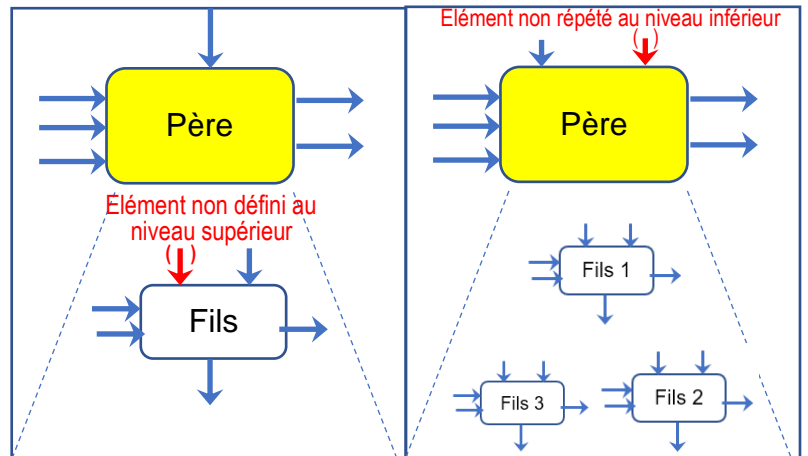 Père
Elément non défini au
niveau supérieur
( )
Fils
Elément non répété au niveau inférieur
( )
Père
Fils 1
Fils 3
Fils 2